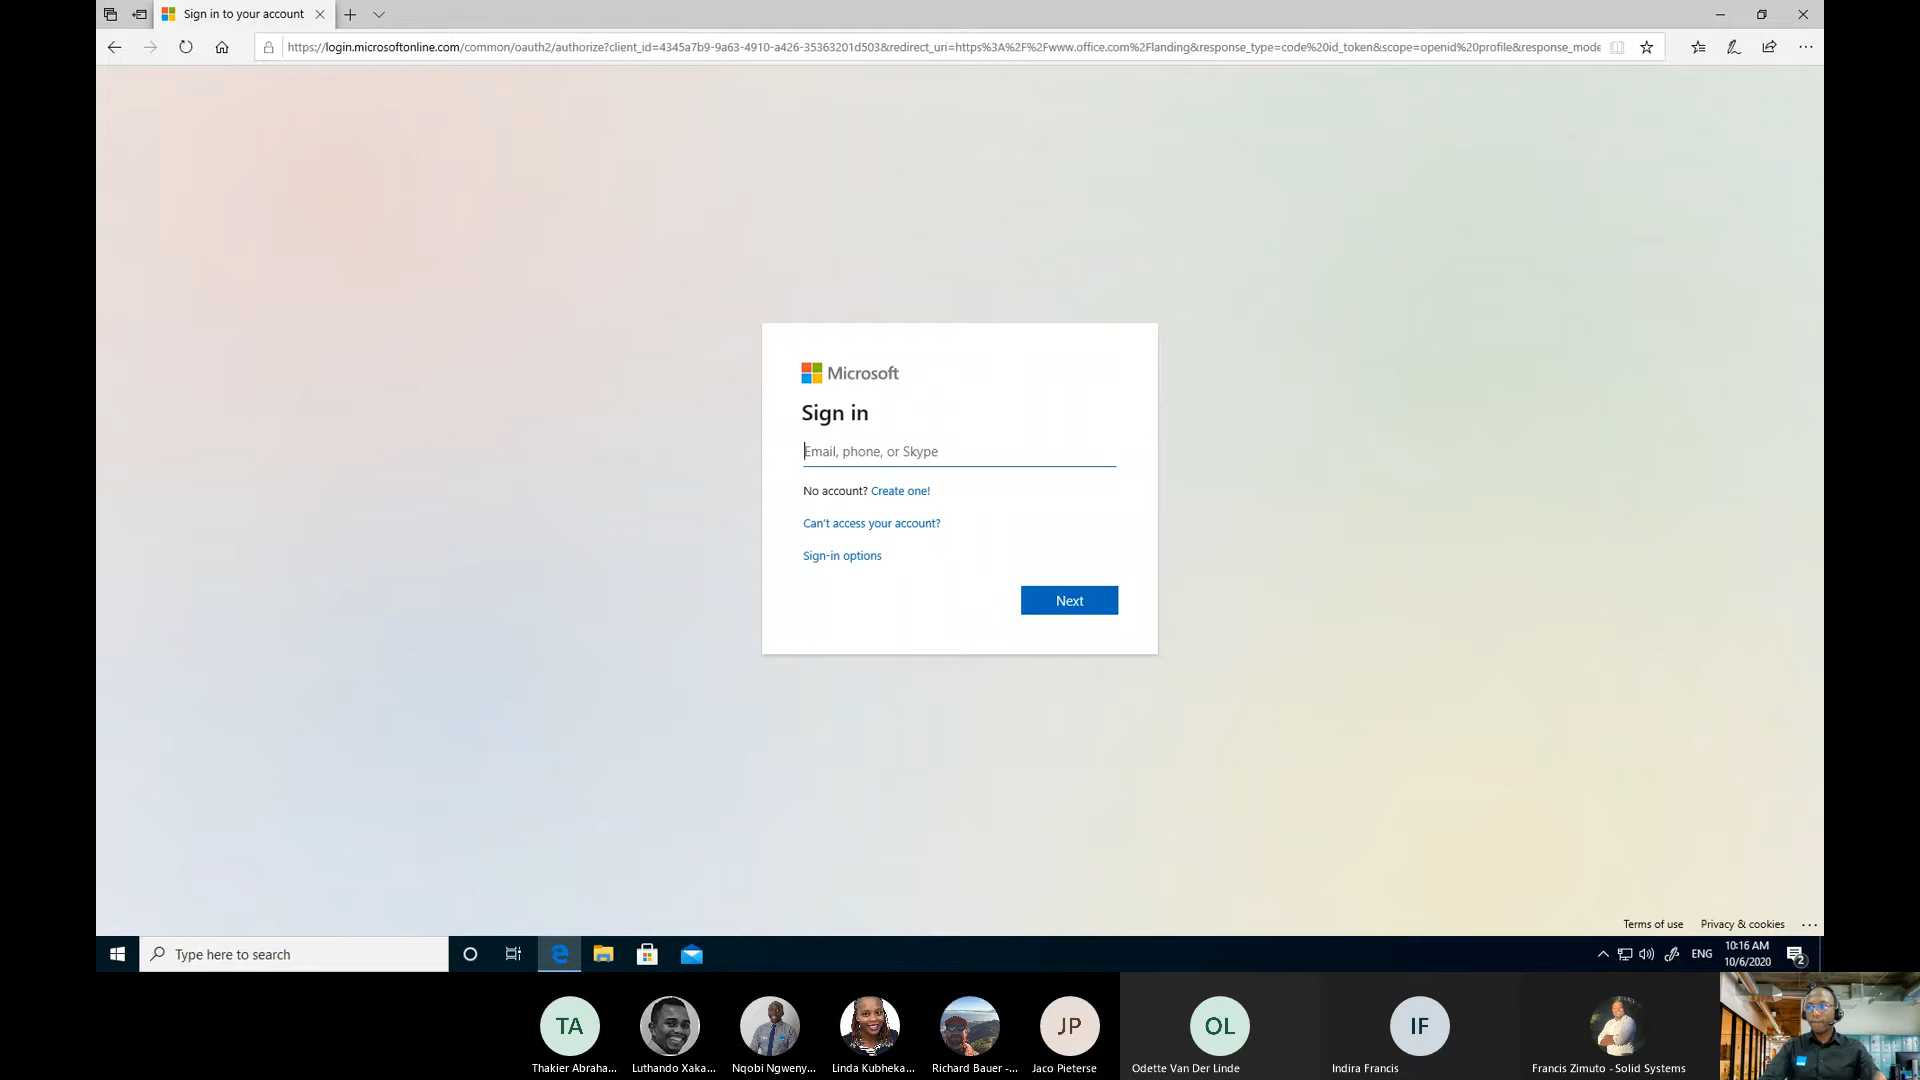 Sign in to your account
https://login.microsoftonline.com/common/oauth2/authorize?client_id=4345a7b9-9a63-4910-a426-35363201d503&redirect_uri=https%3A%2F%2Fwww.office.com%2Flanding&response_type=code%20id_token&scope=openid%20profile&response_mode
Microsoft
Sign in
Email, phone, or Skype
No account? Create one!
Can't access your account?
Sign-in options
Next
Terms of use Privacy & cookies ...
Type here to search
ENG
10:16 AM
10/6/2020
2
TA
JP
OL
IF
Thakier Abraha... Luthando Xaka... Nqobi Ngweny... Linda Kubheka... Richard Bauer -... Jaco Pieterse Odette Van Der Linde Indira Francis Francis Zimuto - Solid Systems